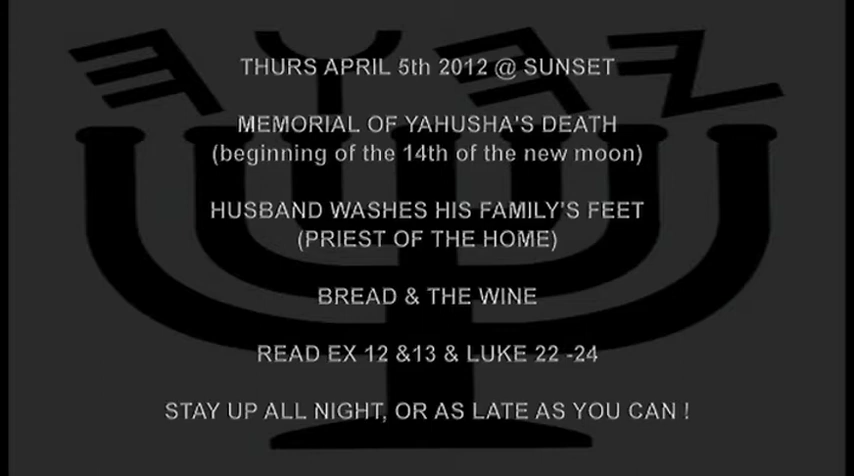 𐤉𐤄𐤅𐤄
THURS APRIL 5th 2012 @ SUNSET
MEMORIAL OF YAHUSHA'S DEATH
(beginning of the 14th of the new moon)
HUSBAND WASHES HIS FAMILY'S FEET
(PRIEST OF THE HOME)
BREAD & THE WINE
READ EX 12 &13 & LUKE 22 -24
STAY UP ALL NIGHT, OR AS LATE AS YOU CAN !